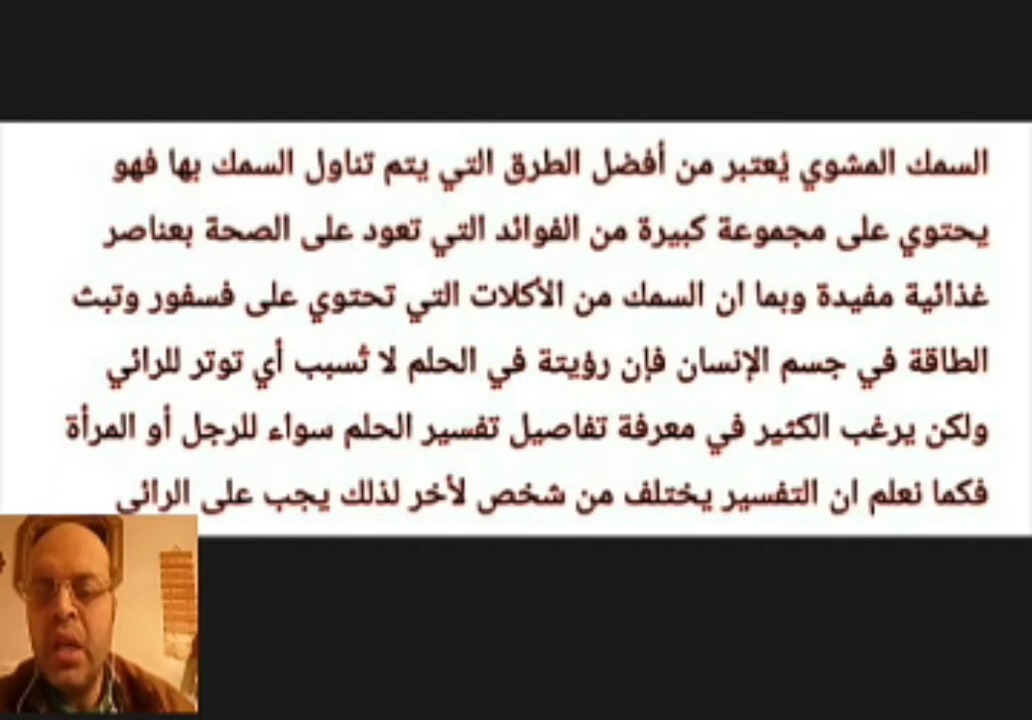 السمك المشوي يُعتبر من أفضل الطرق التي يتم تناول السمك بها فهو
يحتوي على مجموعة كبيرة من الفوائد التي تعود على الصحة بعناصر
غذائية مفيدة وبما ان السمك من الأكلات التي تحتوي على فسفور وتبث
الطاقة في جسم الإنسان فإن رؤيتة في الحلم لا تُسبب أي توتر للرائي
ولكن يرغب الكثير في معرفة تفاصيل تفسير الحلم سواء للرجل أو المرأة
فكما نعلم ان التفسير يختلف من شخص لأخر لذلك يجب على الرائي